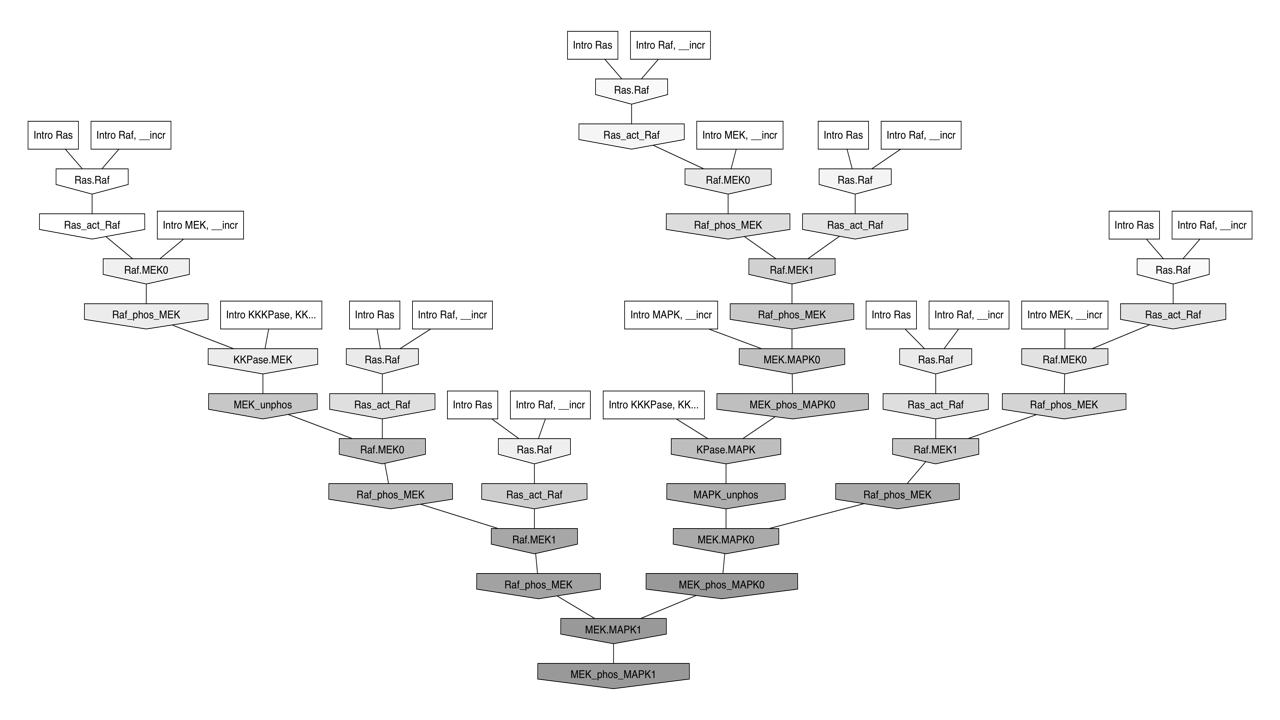 Intro Ras
Intro Raf, __incr
Ras.Raf
Intro Ras
Intro Raf, __incr
Ras_act_Raf
Intro MEK, __incr
Intro Ras
Intro Raf, __incr
Ras.Raf
Raf.MEK0
Ras.Raf
Ras_act_Raf
Intro MEK, __incr
Raf_phos_MEK
Ras_act_Raf
Intro Ras
Intro Raf, __incr
Raf.MEK0
Raf.MEK1
Ras.Raf
Raf_phos_MEK
Intro KKKPase, KK...
Intro Ras
Intro Raf, __incr
Intro MAPK, __incr
Raf_phos_MEK
Intro Ras
Intro Raf, __incr
Intro MEK, __incr
Ras_act_Raf
KKPase.MEK
Ras.Raf
MEK.MAPK0
Ras.Raf
Raf.MEK0
MEK_unphos
Ras_act_Raf
Intro Ras
Intro Raf, __incr
Intro KKKPase, KK...
MEK_phos_MAPK0
Ras_act_Raf
Raf_phos_MEK
Raf.MEK0
Ras.Raf
KPase.MAPK
Raf.MEK1
Raf_phos_MEK
Ras_act_Raf
MAPK_unphos
Raf_phos_MEK
Raf.MEK1
MEK.MAPK0
Raf_phos_MEK
MEK_phos_MAPK0
MEK.MAPK1
MEK_phos_MAPK1